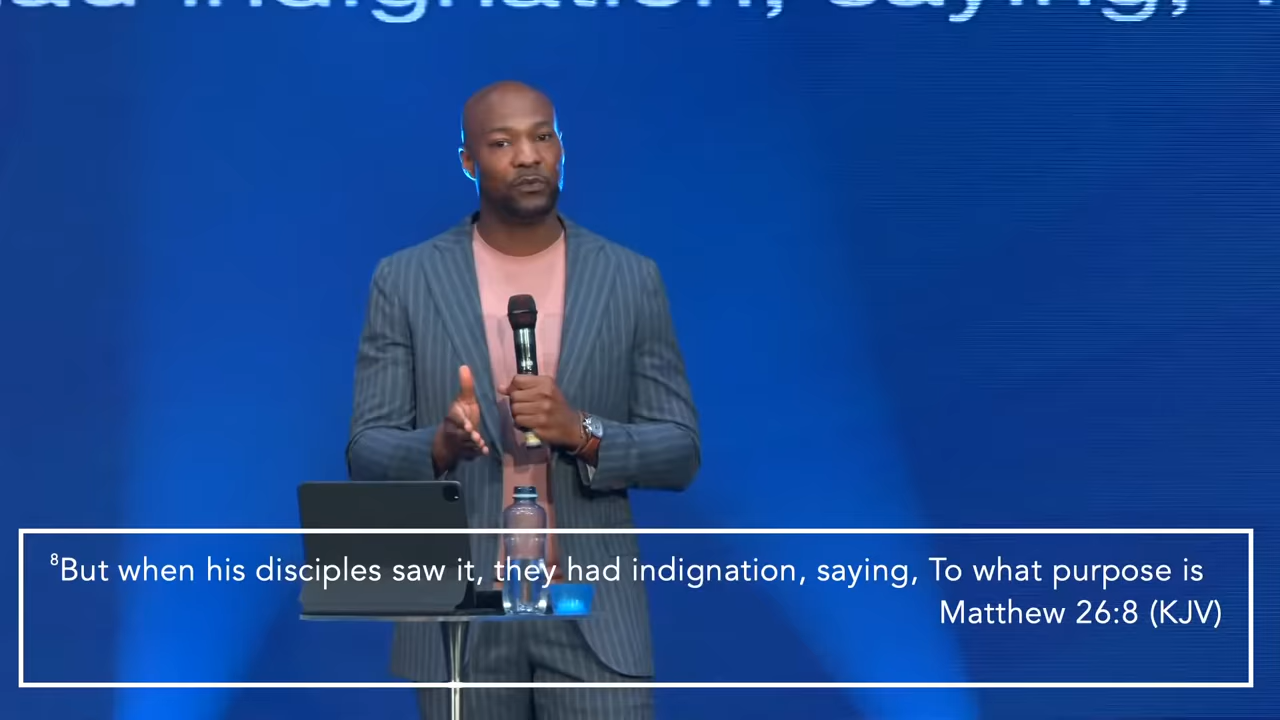 indignation, saying,
⁸But when his disciples saw it, they had indignation, saying, To what purpose is
Matthew 26:8 (KJV)